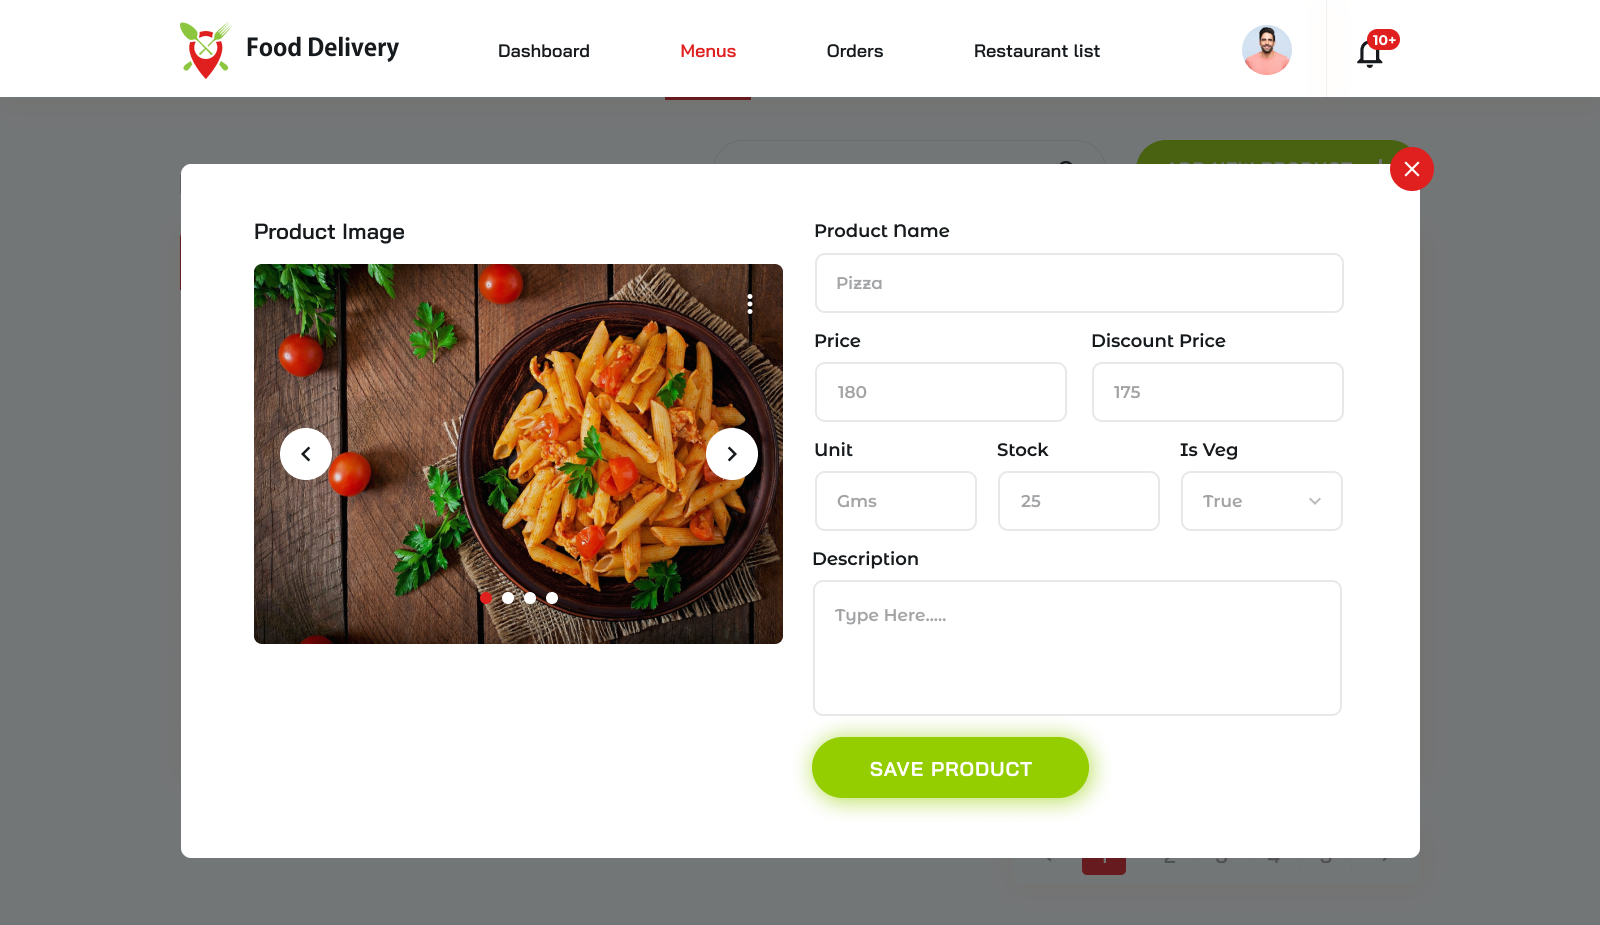 Food Delivery
Dashboard
Menus
Orders
Restaurant list
10+
Product Image
Product Name
Pizza
Price
Discount Price
180
175
Unit
Stock
Is Veg
Gms
25
True
Description
Type Here.....
SAVE PRODUCT